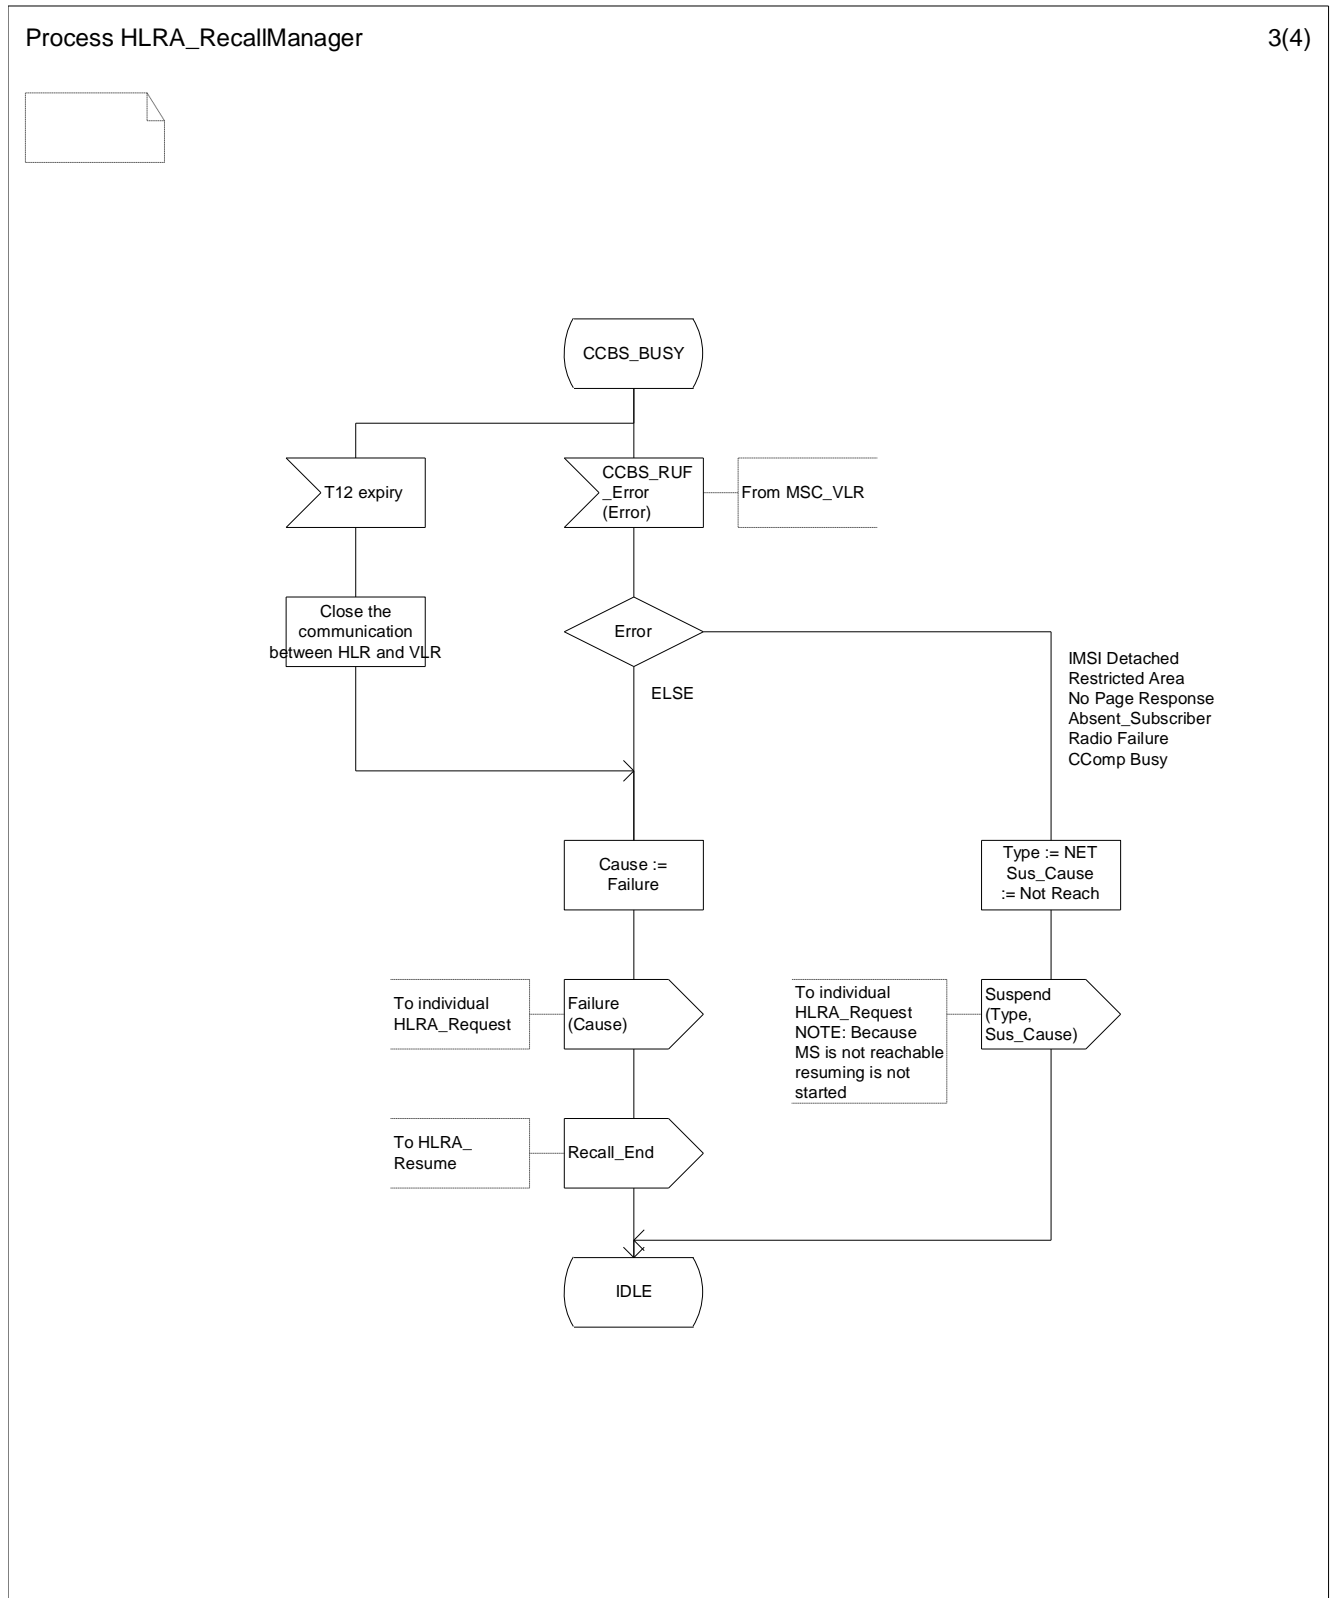 Process HLRA_RecallManager
3(4)
CCBS_BUSY
T12 expiry
CCBS_RUF
_Error
(Error)
From MSC_VLR
Close the
communication
between HLR and VLR
Error
ELSE
IMSI Detached
Restricted Area
No Page Response
Absent_Subscriber
Radio Failure
CComp Busy
Cause :=
Failure
Type := NET
Sus_Cause
:= Not Reach
To individual
HLRA_Request
Failure
(Cause)
To individual
HLRA_Request
NOTE: Because
MS is not reachable
resuming is not
started
Suspend
(Type,
Sus_Cause)
To HLRA_
Resume
Recall_End
IDLE